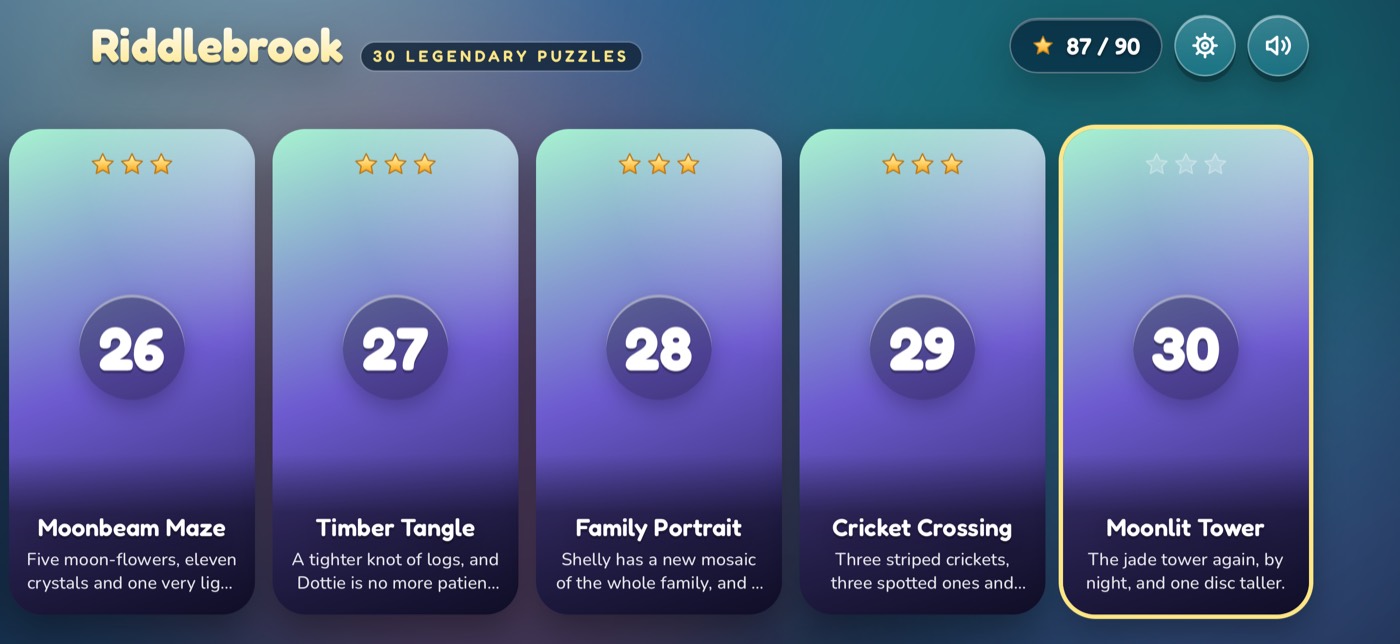 Riddlebrook
30 LEGENDARY PUZZLES
87 / 90
26
Moonbeam Maze
Five moon-flowers, eleven
crystals and one very lig...
27
Timber Tangle
A tighter knot of logs, and
Dottie is no more patien...
28
Family Portrait
Shelly has a new mosaic
of the whole family, and ...
29
Cricket Crossing
Three striped crickets,
three spotted ones and...
30
Moonlit Tower
The jade tower again, by
night, and one disc taller.